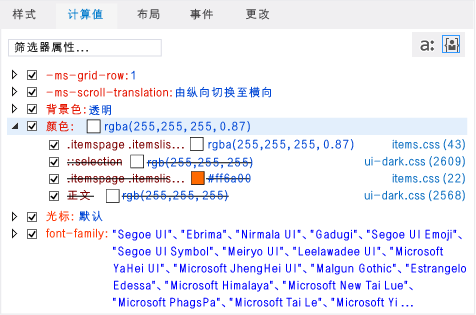 样式 计算值 布局 事件 更改
筛选器属性... a:
-ms-grid-row:1
-ms-scroll-translation:由纵向切换至横向
背景色:透明
颜色: rgba(255,255, 255, 0.87)
.itemspage .itemslis... rgba(255,255, 255, 0.87) items.css (43)
::selection rgb(255,255, 255) ui-dark.css (2609)
.itemspage .itemslis... #ff6a00 items.css (22)
正文 rgb(255,255, 255) ui-dark.css (2568)
光标: 默认
font-family: "Segoe UI"、"Ebrima"、"Nirmala UI"、"Gadugi"、"Segoe UI Emoji"、
"Segoe UI Symbol"、"Meiryo UI"、"Leelawadee UI"、"Microsoft
YaHei UI"、"Microsoft JhengHei UI"、"Malgun Gothic"、"Estrangelo
Edessa"、"Microsoft Himalaya"、"Microsoft New Tai Lue"、
"Microsoft PhagsPa"、"Microsoft Tai Le"、"Microsoft Yi...